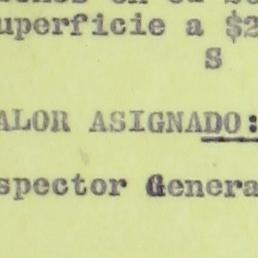 uperficie a $2
S
ALOR ASIGNADO:
spector Genera